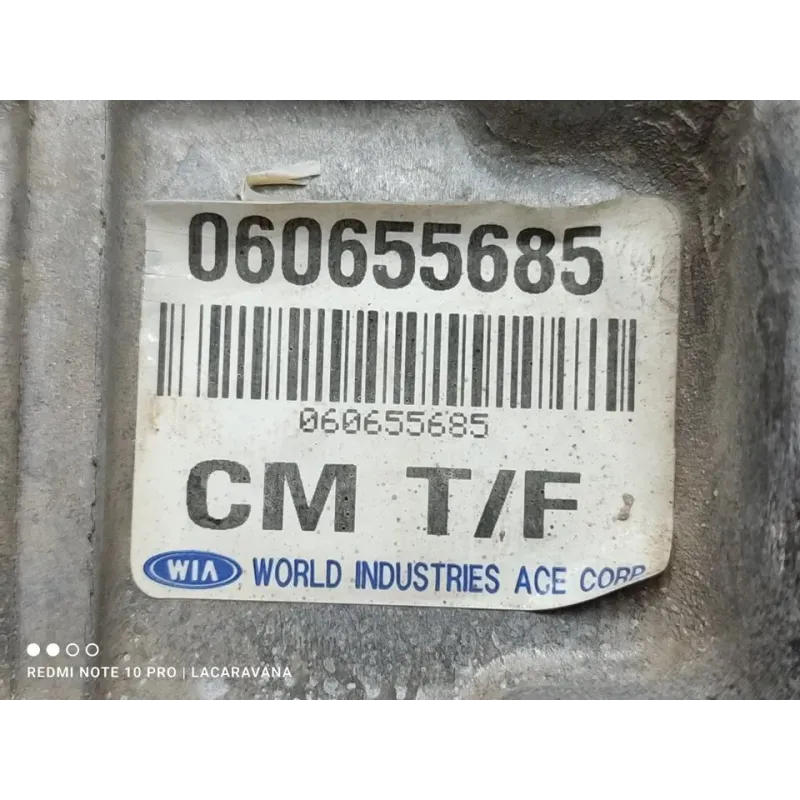 060655685
060655685
CM T/F
WIA WORLD INDUSTRIES ACE CORP
REDMI NOTE 10 PRO | LACARAVANA